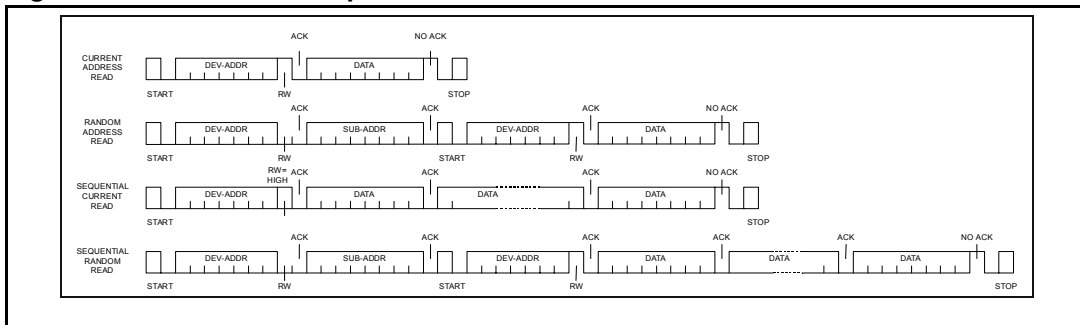 ACK NO ACK
CURRENT
ADDRESS
READ
DEV-ADDR DATA
START RW STOP
ACK ACK ACK NO ACK
RANDOM
ADDRESS
READ
DEV-ADDR SUB-ADDR DEV-ADDR DATA
START RW START RW STOP
RW=
HIGH
ACK ACK ACK NO ACK
SEQUENTIAL
CURRENT
READ
DEV-ADDR DATA DATA DATA
START STOP
ACK ACK ACK ACK ACK NO ACK
SEQUENTIAL
RANDOM
READ
DEV-ADDR SUB-ADDR DEV-ADDR DATA DATA DATA
START RW START RW STOP